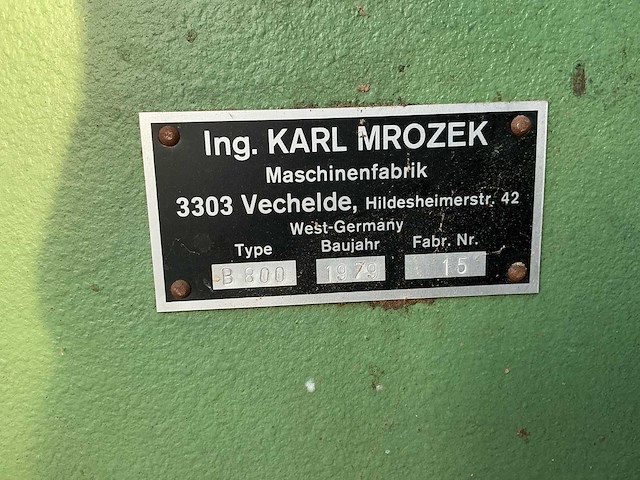 Ing. KARL MROZEK
Maschinenfabrik
3303 Vechelde, Hildesheimerstr. 42
West-Germany
Type Baujahr Fabr. Nr.
B 800 1979 15